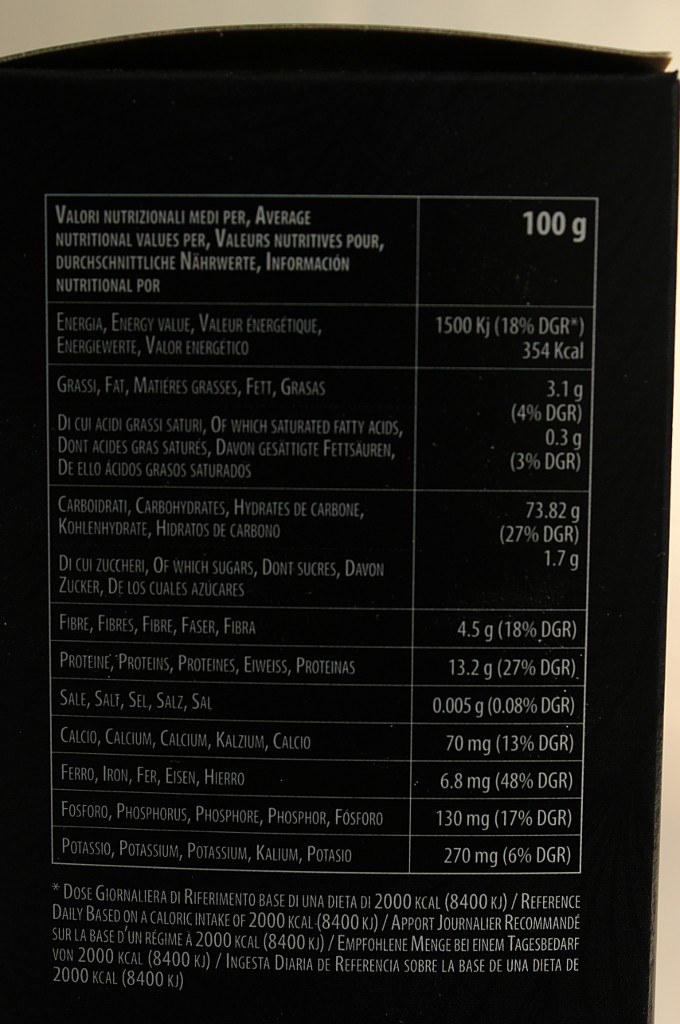 VALORI NUTRIZIONALI MEDI PER, AVERAGE
NUTRITIONAL VALUES PER, VALEURS NUTRITIVES POUR,
DURCHSCHNITTLICHE NÄHRWERTE, INFORMACIÓN
NUTRITIONAL POR
100 g
ENERGIA, ENERGY VALUE, VALEUR ÉNERGÉTIQUE,
ENERGIEWERTE, VALOR ENERGÉTICO
1500 Kj (18% DGR*)
354 Kcal
GRASSI, FAT, MATIÉRES GRASSES, FETT, GRASAS
3.1 g
(4% DGR)
DI CUI ACIDI GRASSI SATURI, OF WHICH SATURATED FATTY ACIDS,
DONT ACIDES GRAS SATURÉS, DAVON GESÄTTIGTE FETTSÄUREN,
DE ELLO ÁCIDOS GRASOS SATURADOS
0.3 g
(3% DGR)
CARBOIDRATI, CARBOHYDRATES, HYDRATES DE CARBONE,
KOHLENHYDRATE, HIDRATOS DE CARBONO
73.82 g
(27% DGR)
DI CUI ZUCCHERI, OF WHICH SUGARS, DONT SUCRES, DAVON
ZUCKER, DE LOS CUALES AZÚCARES
1.7 g
FIBRE, FIBRES, FIBRE, FASER, FIBRA
4.5 g (18% DGR)
PROTEINE, PROTEINS, PROTEINES, EIWEISS, PROTEINAS
13.2 g (27% DGR)
SALE, SALT, SEL, SALZ, SAL
0.005 g (0.08% DGR)
CALCIO, CALCIUM, CALCIUM, KALZIUM, CALCIO
70 mg (13% DGR)
FERRO, IRON, FER, EISEN, HIERRO
6.8 mg (48% DGR)
FOSFORO, PHOSPHORUS, PHOSPHORE, PHOSPHOR, FÓSFORO
130 mg (17% DGR)
POTASSIO, POTASSIUM, POTASSIUM, KALIUM, POTASIO
270 mg (6% DGR)
* DOSE GIORNALIERA DI RIFERIMENTO BASE DI UNA DIETA DI 2000 KCAL (8400 KJ) / REFERENCE
DAILY BASED ON A CALORIC INTAKE OF 2000 KCAL (8400 KJ) / APPORT JOURNALIER RECOMMANDÉ
SUR LA BASE D'UN RÉGIME À 2000 KCAL (8400 KJ) / EMPFOHLENE MENGE BEI EINEM TAGESBEDARF
VON 2000 KCAL (8400 KJ) / INGESTA DIARIA DE REFERENCIA SOBRE LA BASE DE UNA DIETA DE
2000 KCAL (8400 KJ)